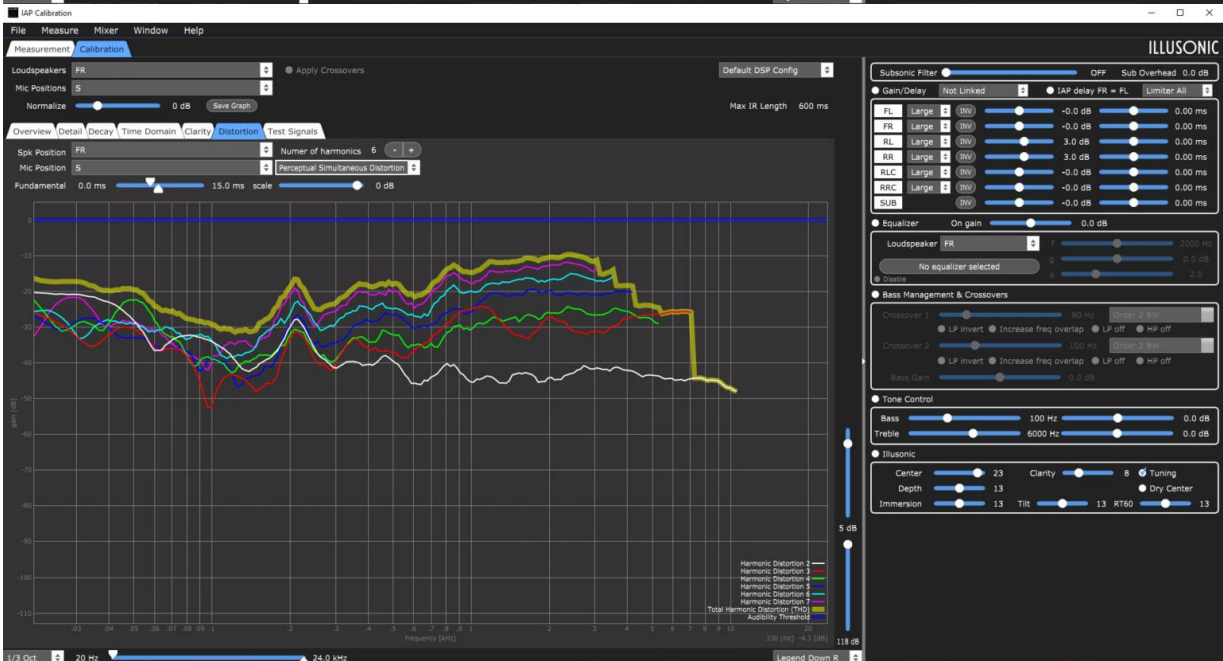 IAP Calibration
File Measure Mixer Window Help
Measurement Calibration
ILLUSONIC
Loudspeakers FR
Apply Crossovers
Default DSP Config
Mic Positions S
Normalize 0 dB Save Graph
Max IR Length 600 ms
Overview Detail Decay Time Domain Clarity Distortion Test Signals
Spk Position FR
Numer of harmonics 6 - +
Mic Position S
Perceptual Simultaneous Distortion
Fundamental 0.0 ms 15.0 ms scale 0 dB
0
-10
-20
-30
-40
-50
gain [dB]
-70
-80
-90
-100
-110
Harmonic Distortion 2
Harmonic Distortion 3
Harmonic Distortion 4
Harmonic Distortion 5
Harmonic Distortion 6
Harmonic Distortion 7
Total Harmonic Distortion (THD)
Audibility Threshold
.03 .04 .05 .06 .07 .08 .09 .1 .2 .3 .4 .5 .6 .7 .8 .9 1 2 3 4 5 6 7 8 9 10 20
frequency [kHz]
330 [Hz] -4.1 [dB]
5 dB
118 dB
1/3 Oct 20 Hz 24.0 kHz Legend Down R
Subsonic Filter OFF Sub Overhead 0.0 dB
Gain/Delay Not Linked IAP delay FR = FL Limiter All
FL Large INV -0.0 dB 0.00 ms
FR Large INV -0.0 dB 0.00 ms
RL Large INV 3.0 dB 0.00 ms
RR Large INV 3.0 dB 0.00 ms
RLC Large INV -0.0 dB 0.00 ms
RRC Large INV -0.0 dB 0.00 ms
SUB INV -0.0 dB 0.00 ms
Equalizer On gain 0.0 dB
Loudspeaker FR f 2000 Hz
g 0.0 dB
No equalizer selected
q 2.0
Disable
Bass Management & Crossovers
Crossover 1 80 Hz Order 2 BW
LP invert Increase freq overlap LP off HP off
Crossover 2 100 Hz Order 2 BW
LP invert Increase freq overlap LP off HP off
Bass Gain 0.0 dB
Tone Control
Bass 100 Hz 0.0 dB
Treble 6000 Hz 0.0 dB
Illusonic
Center 23 Clarity 8 Tuning
Depth 13 Dry Center
Immersion 13 Tilt 13 RT60 13